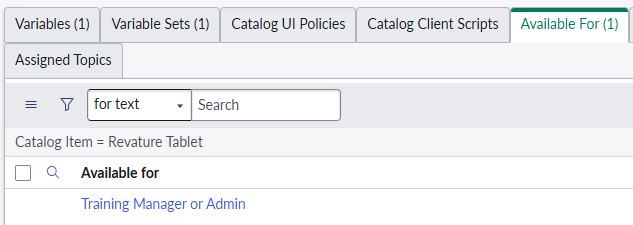 Variables (1) Variable Sets (1) Catalog UI Policies Catalog Client Scripts Available For (1)
Assigned Topics
for text Search
Catalog Item = Revature Tablet
Available for
Training Manager or Admin